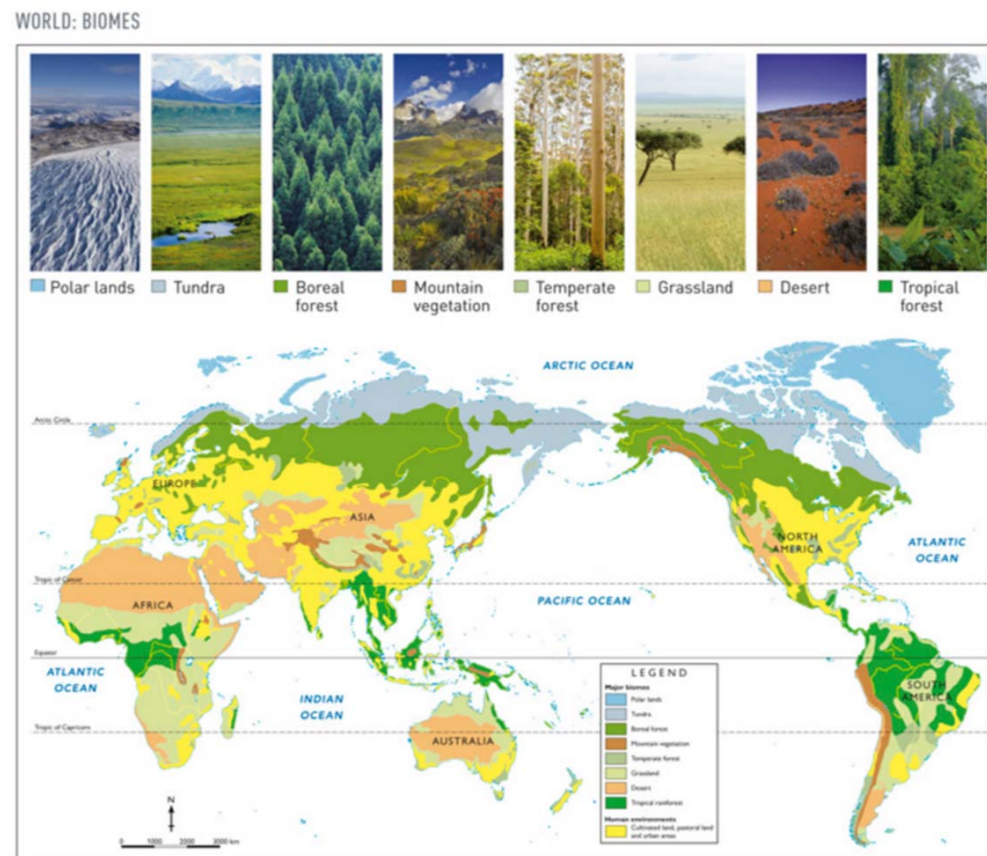 WORLD: BIOMES
Polar lands
Tundra
Boreal
forest
Mountain
vegetation
Temperate
forest
Grassland
Desert
Tropical
forest
ARCTIC OCEAN
Arctic Circle
EUROPE
ASIA
NORTH
AMERICA
ATLANTIC
OCEAN
Tropic of Cancer
AFRICA
PACIFIC OCEAN
Equator
ATLANTIC
OCEAN
INDIAN
OCEAN
SOUTH
AMERICA
Tropic of Capricorn
AUSTRALIA
LEGEND
Major biomes
Polar lands
Tundra
Boreal forest
Mountain vegetation
Temperate forest
Grassland
Desert
Tropical rainforest
Human environments
Cultivated land, pastoral land
and urban areas
N
0 1000 2000 3000 km